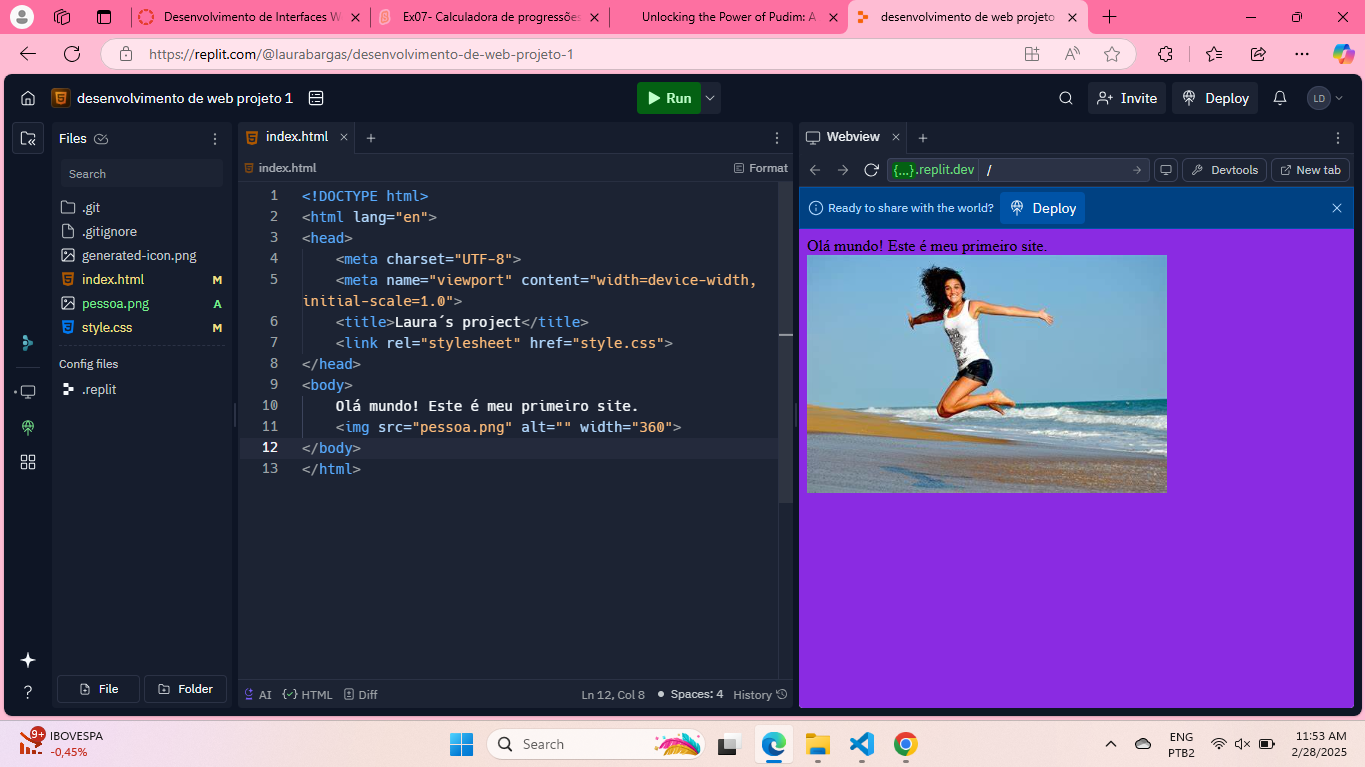 Desenvolvimento de Interfaces W
Ex07- Calculadora de progressões
Unlocking the Power of Pudim: A
desenvolvimento de web projeto
https://replit.com/@laurabargas/desenvolvimento-de-web-projeto-1
desenvolvimento de web projeto 1
Run
Invite
Deploy
LD
Files
Search
.git
.gitignore
generated-icon.png
index.html M
pessoa.png A
style.css M
Config files
.replit
File
Folder
index.html
index.html
Format
1 <!DOCTYPE html>
2 <html lang="en">
3 <head>
4 <meta charset="UTF-8">
5 <meta name="viewport" content="width=device-width,
initial-scale=1.0">
6 <title>Laura´s project</title>
7 <link rel="stylesheet" href="style.css">
8 </head>
9 <body>
10 Olá mundo! Este é meu primeiro site.
11 <img src="pessoa.png" alt="" width="360">
12 </body>
13 </html>
AI
HTML
Diff
Ln 12, Col 8
Spaces: 4
History
Webview
{...}.replit.dev /
Devtools
New tab
Ready to share with the world?
Deploy
Olá mundo! Este é meu primeiro site.
9+
IBOVESPA
-0,45%
Search
ENG
PTB2
11:53 AM
2/28/2025